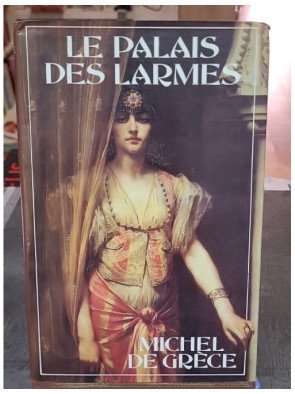 LE PALAIS
DES LARMES
MICHEL
DE GRÈCE